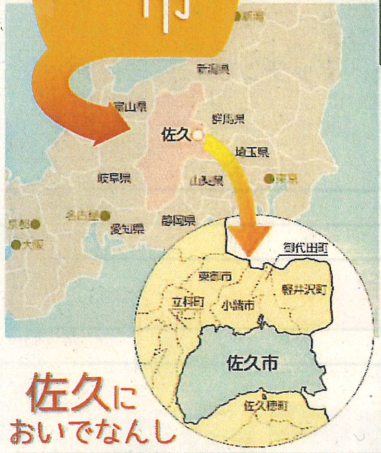 市
新潟
新潟県
富山県
群馬県
佐久
埼玉県
岐阜県
山梨県
東京
名古屋
静岡県
京都
愛知県
大阪
御代田町
東御市
軽井沢町
立科町
小諸市
佐久市
佐久穂町
佐久に
おいでなんし